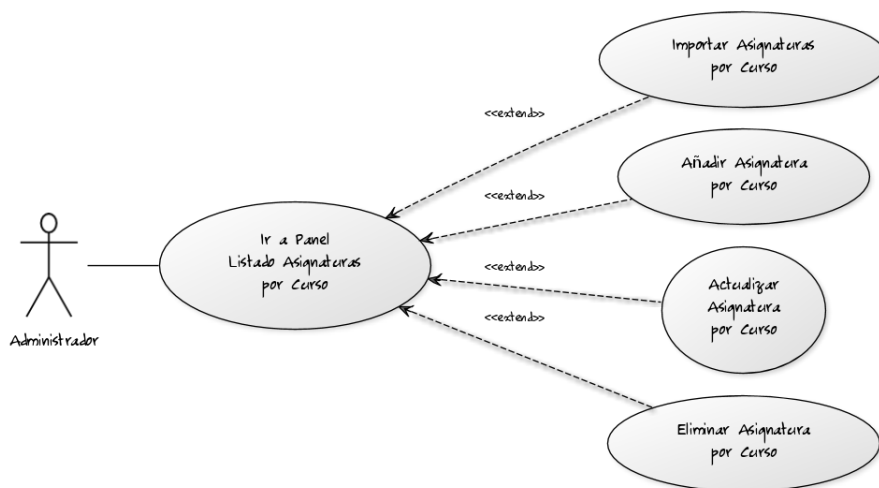 Importar Asignaturas
por Curso
<<extend>>
Añadir Asignatura
por Curso
<<extend>>
Ir a Panel
Listado Asignaturas
por Curso
<<extend>>
Actualizar
Asignatura
por Curso
<<extend>>
Administrador
Eliminar Asignatura
por Curso